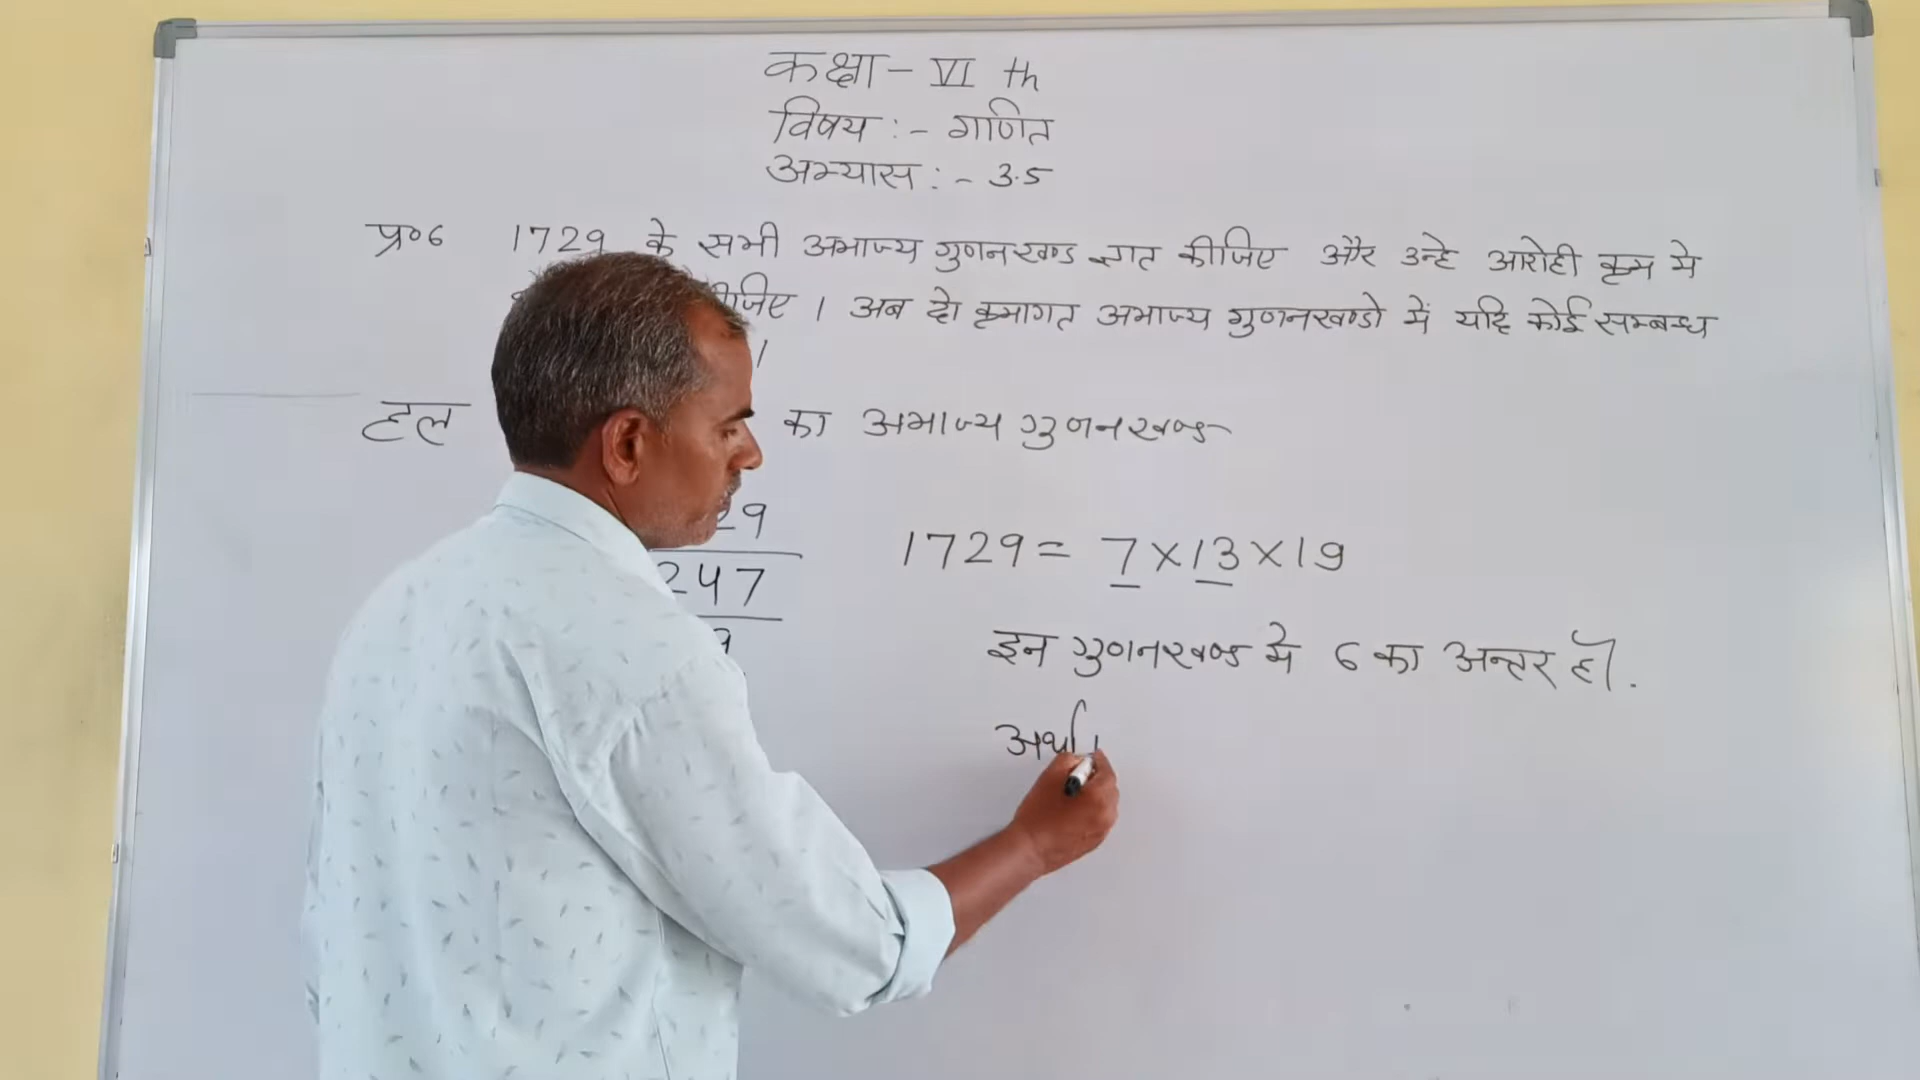 कक्षा - VI th
विषय :- गणित
अभ्यास :- 3.5
प्र०6 1729 के सभी अभाज्य गुणनखण्ड ज्ञात कीजिए और उन्हे आरोही क्रम मे
। अब दो क्रमागत अभाज्य गुणनखण्डो में यदि कोई सम्बन्ध
।
हल का अभाज्य गुणनखण्ड
29
1729 = 7 × 13 × 19
247
9
इन गुणनखण्ड मे 6 का अन्तर है.